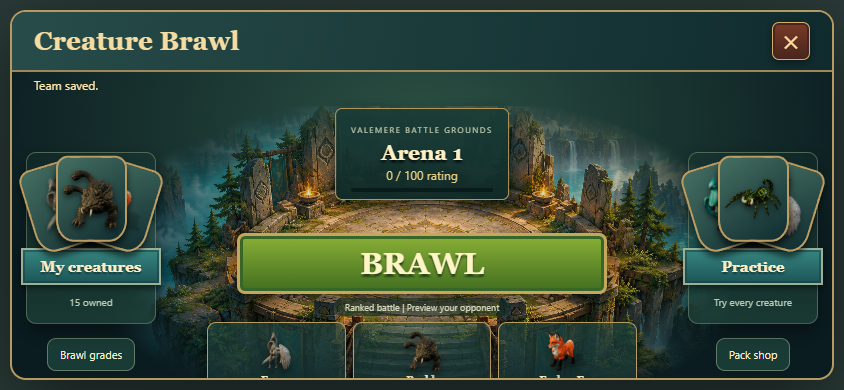 Creature Brawl
Team saved.
VALEMERE BATTLE GROUNDS
Arena 1
0 / 100 rating
BRAWL
Ranked battle | Preview your opponent
My creatures
15 owned
Brawl grades
Practice
Try every creature
Pack shop